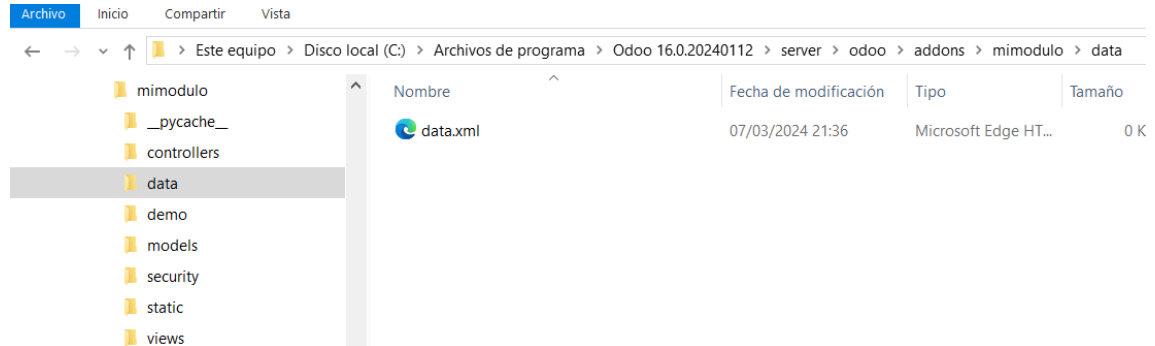 Archivo Inicio Compartir Vista
Este equipo > Disco local (C:) > Archivos de programa > Odoo 16.0.20240112 > server > odoo > addons > mimodulo > data
mimodulo
__pycache__
controllers
data
demo
models
security
static
views
Nombre Fecha de modificación Tipo Tamaño
data.xml 07/03/2024 21:36 Microsoft Edge HT... 0 K